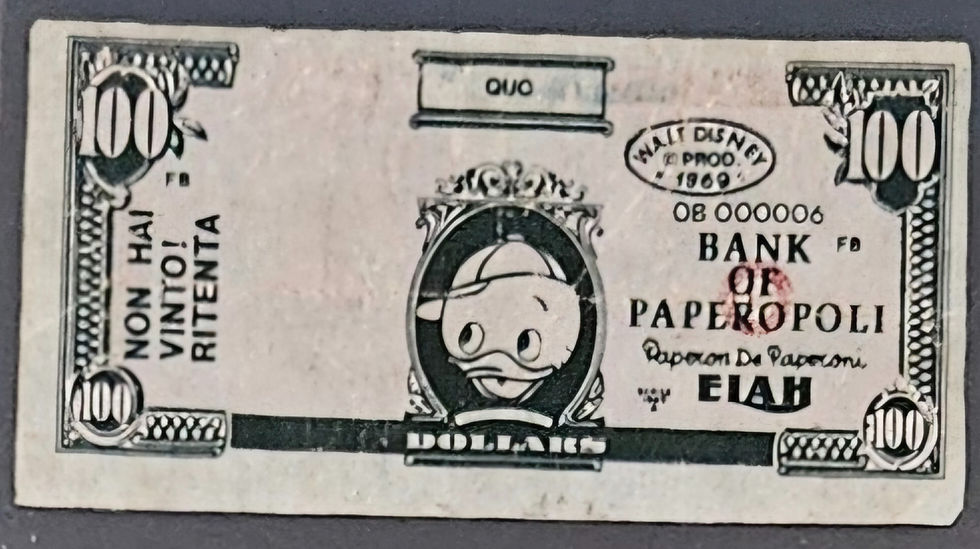 100
FB
NON HAI
VINTO!
RITENTA
100
QUO
DOLLARS
100
WALT DISNEY
© PROD.
1969
OB 000006
BANK FB
OF
PAPEROPOLI
Paperon De Paperoni
ELAH
100